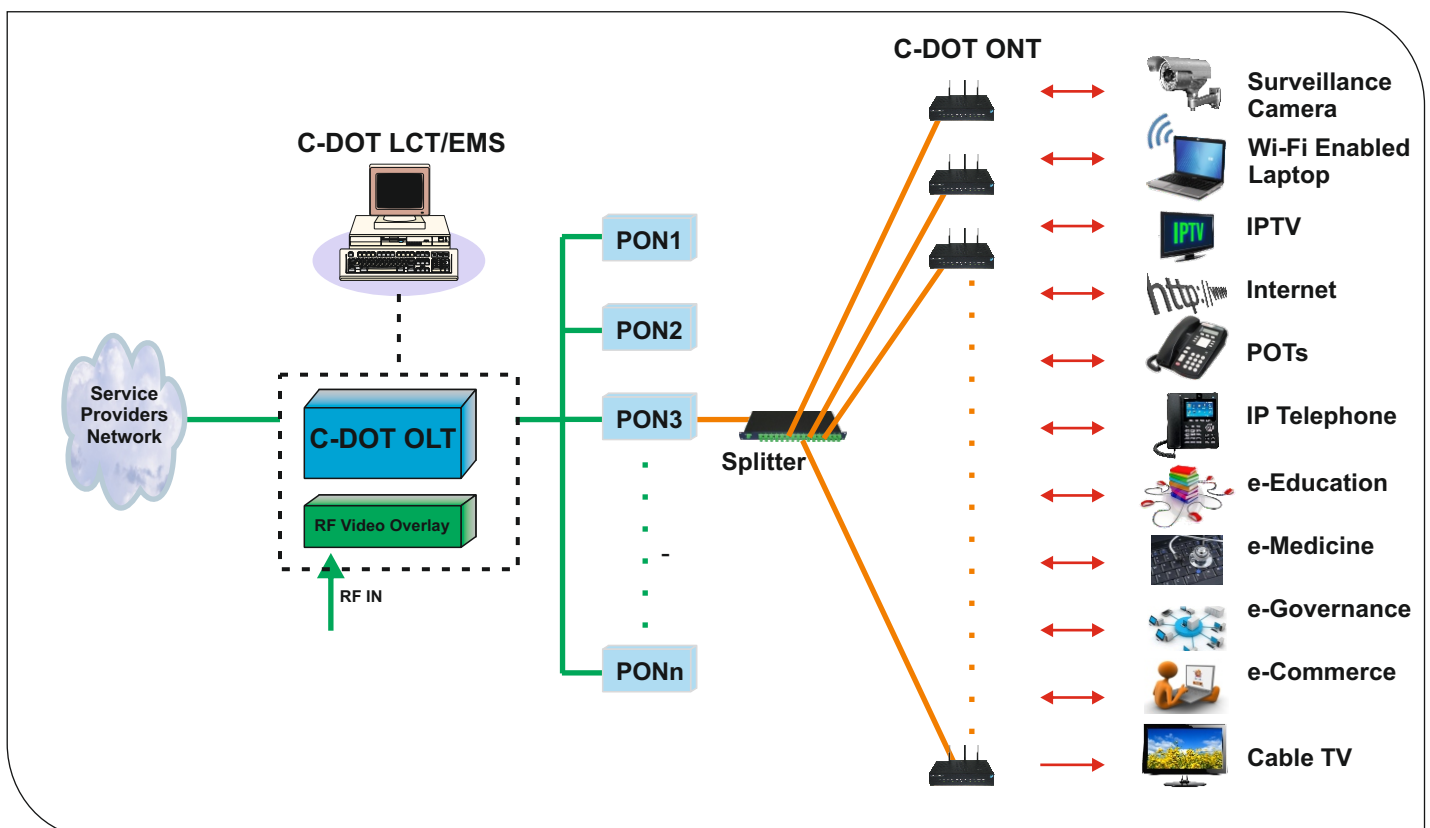 C-DOT ONT
C-DOT LCT/EMS
Service
Providers
Network
C-DOT OLT
RF Video Overlay
RF IN
PON1
PON2
PON3
PONn
-
Splitter
Surveillance
Camera
Wi-Fi Enabled
Laptop
IPTV
IPTV
http://www
Internet
POTs
IP Telephone
e-Education
e-Medicine
e-Governance
e-Commerce
Cable TV